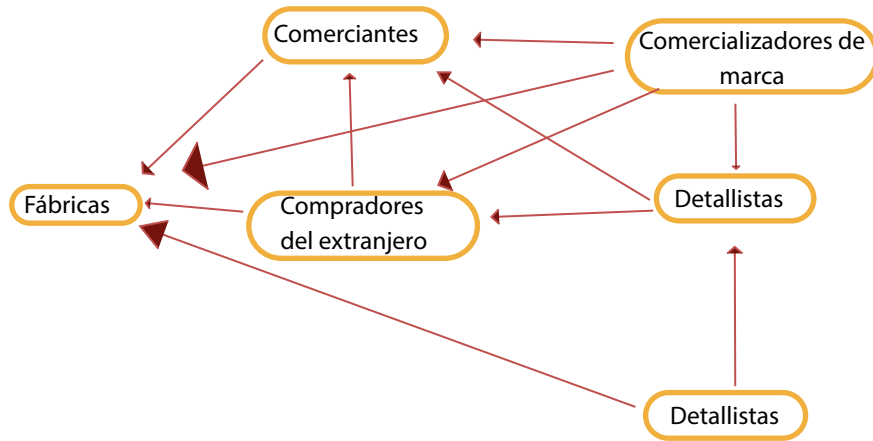 Comerciantes
Comercializadores de
marca
Fábricas
Compradores
del extranjero
Detallistas
Detallistas